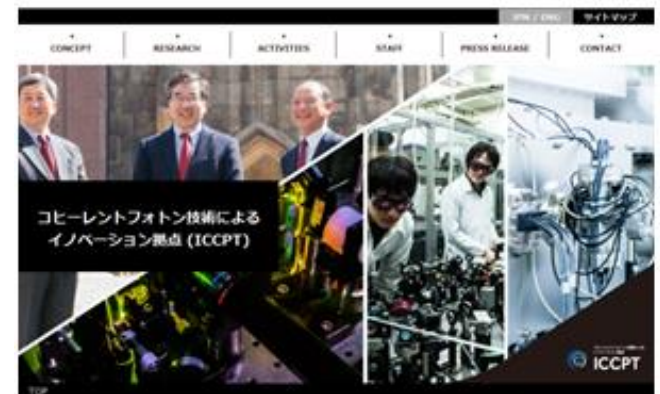 JPN / ENG サイトマップ
CONCEPT RESEARCH ACTIVITIES STAFF PRESS RELEASE CONTACT
コヒーレントフォトン技術による
イノベーション拠点 (ICCPT)
ICCPT
TOP